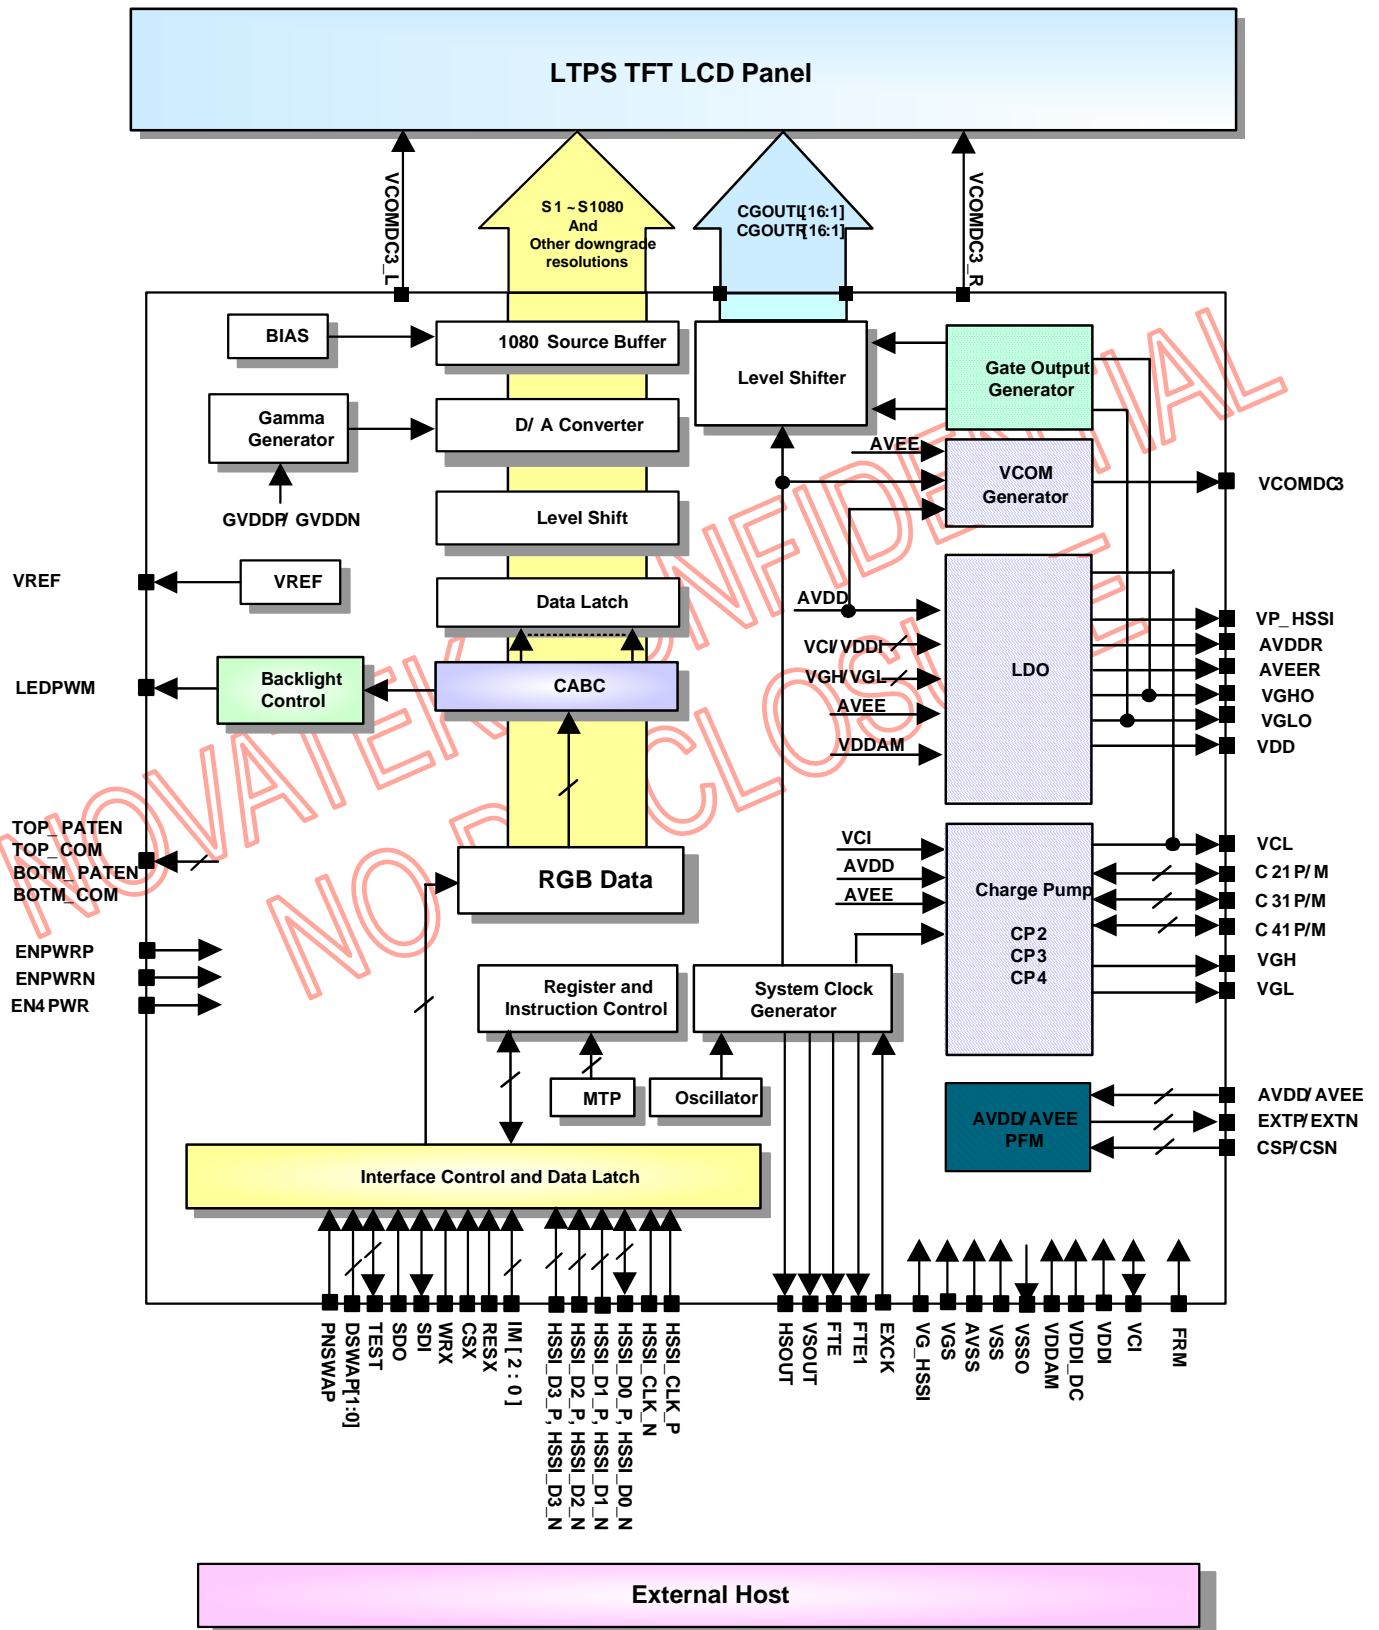 LTPS TFT LCD Panel
VCOMDC3_L
S1 ~ S1080
And
Other downgrade
resolutions
CGOUTL[16:1]
CGOUTR[16:1]
VCOMDC3_R
BIAS
1080 Source Buffer
Level Shifter
Gate Output
Generator
Gamma
Generator
D/A Converter
GVDDP/ GVDDN
AVEE
VCOM
Generator
VCOMDC3
Level Shift
VREF
VREF
Data Latch
AVDD
VCI/VDDI
VGH/VGL
AVEE
VDDAM
LDO
VP_HSSI
AVDDR
AVEER
VGHO
VGLO
VDD
LEDPWM
Backlight
Control
CABC
TOP_PATEN
TOP_COM
BOTM_PATEN
BOTM_COM
RGB Data
VCI
AVDD
AVEE
Charge Pump
CP2
CP3
CP4
VCL
C21P/M
C31P/M
C41P/M
VGH
VGL
ENPWRP
ENPWRN
EN4PWR
Register and
Instruction Control
System Clock
Generator
MTP
Oscillator
AVDD/AVEE
PFM
AVDD/AVEE
EXTP/EXTN
CSP/CSN
Interface Control and Data Latch
PNSWAP
DSWAP[1:0]
TEST
SDO
SDI
WRX
CSX
RESX
IM[2:0]
HSSI_D3_P, HSSI_D3_N
HSSI_D2_P, HSSI_D2_N
HSSI_D1_P, HSSI_D1_N
HSSI_D0_P, HSSI_D0_N
HSSI_CLK_N
HSSI_CLK_P
HSOUT
VSOUT
FTE
FTE1
EXCK
VG_HSSI
VGS
AVSS
VSS
VSSO
VDDAM
VDDI_DC
VDDI
VCI
FRM
External Host
NOVATEK CONFIDENTIAL
NO DISCLOSURE